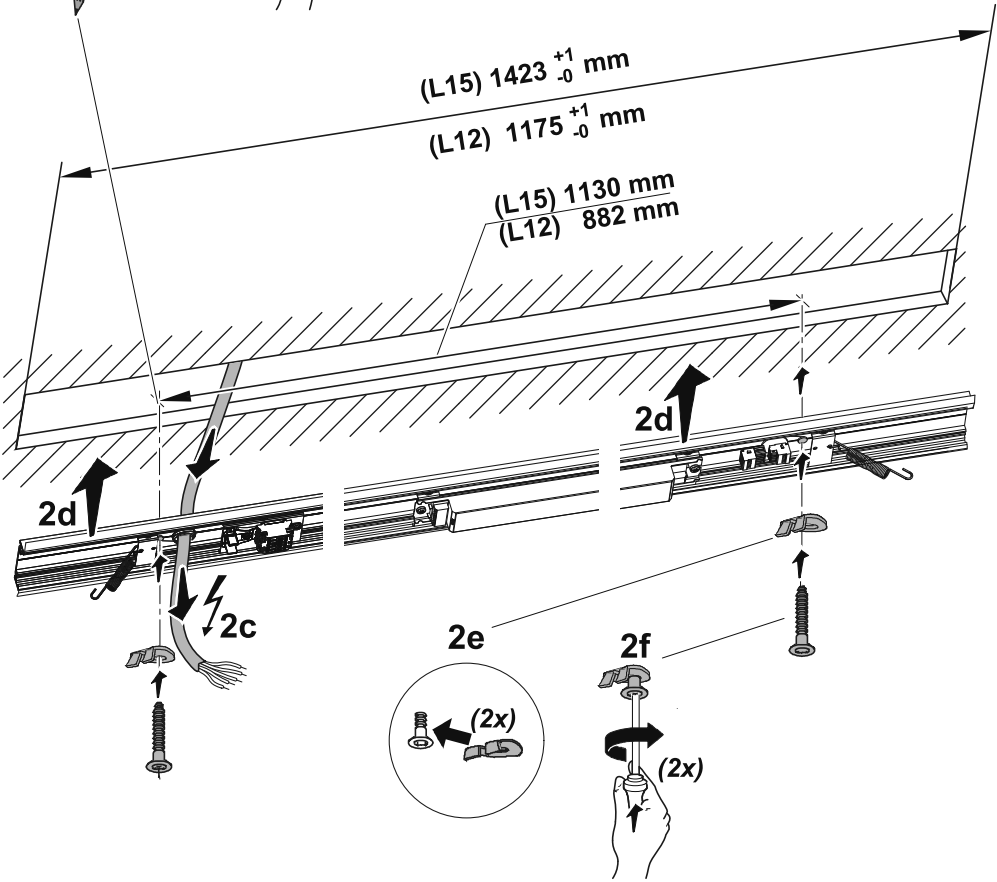 (L15) 1423 +1 -0 mm
(L12) 1175 +1 -0 mm
(L15) 1130 mm
(L12) 882 mm
2d
2d
2c
2e
2f
(2x)
(2x)